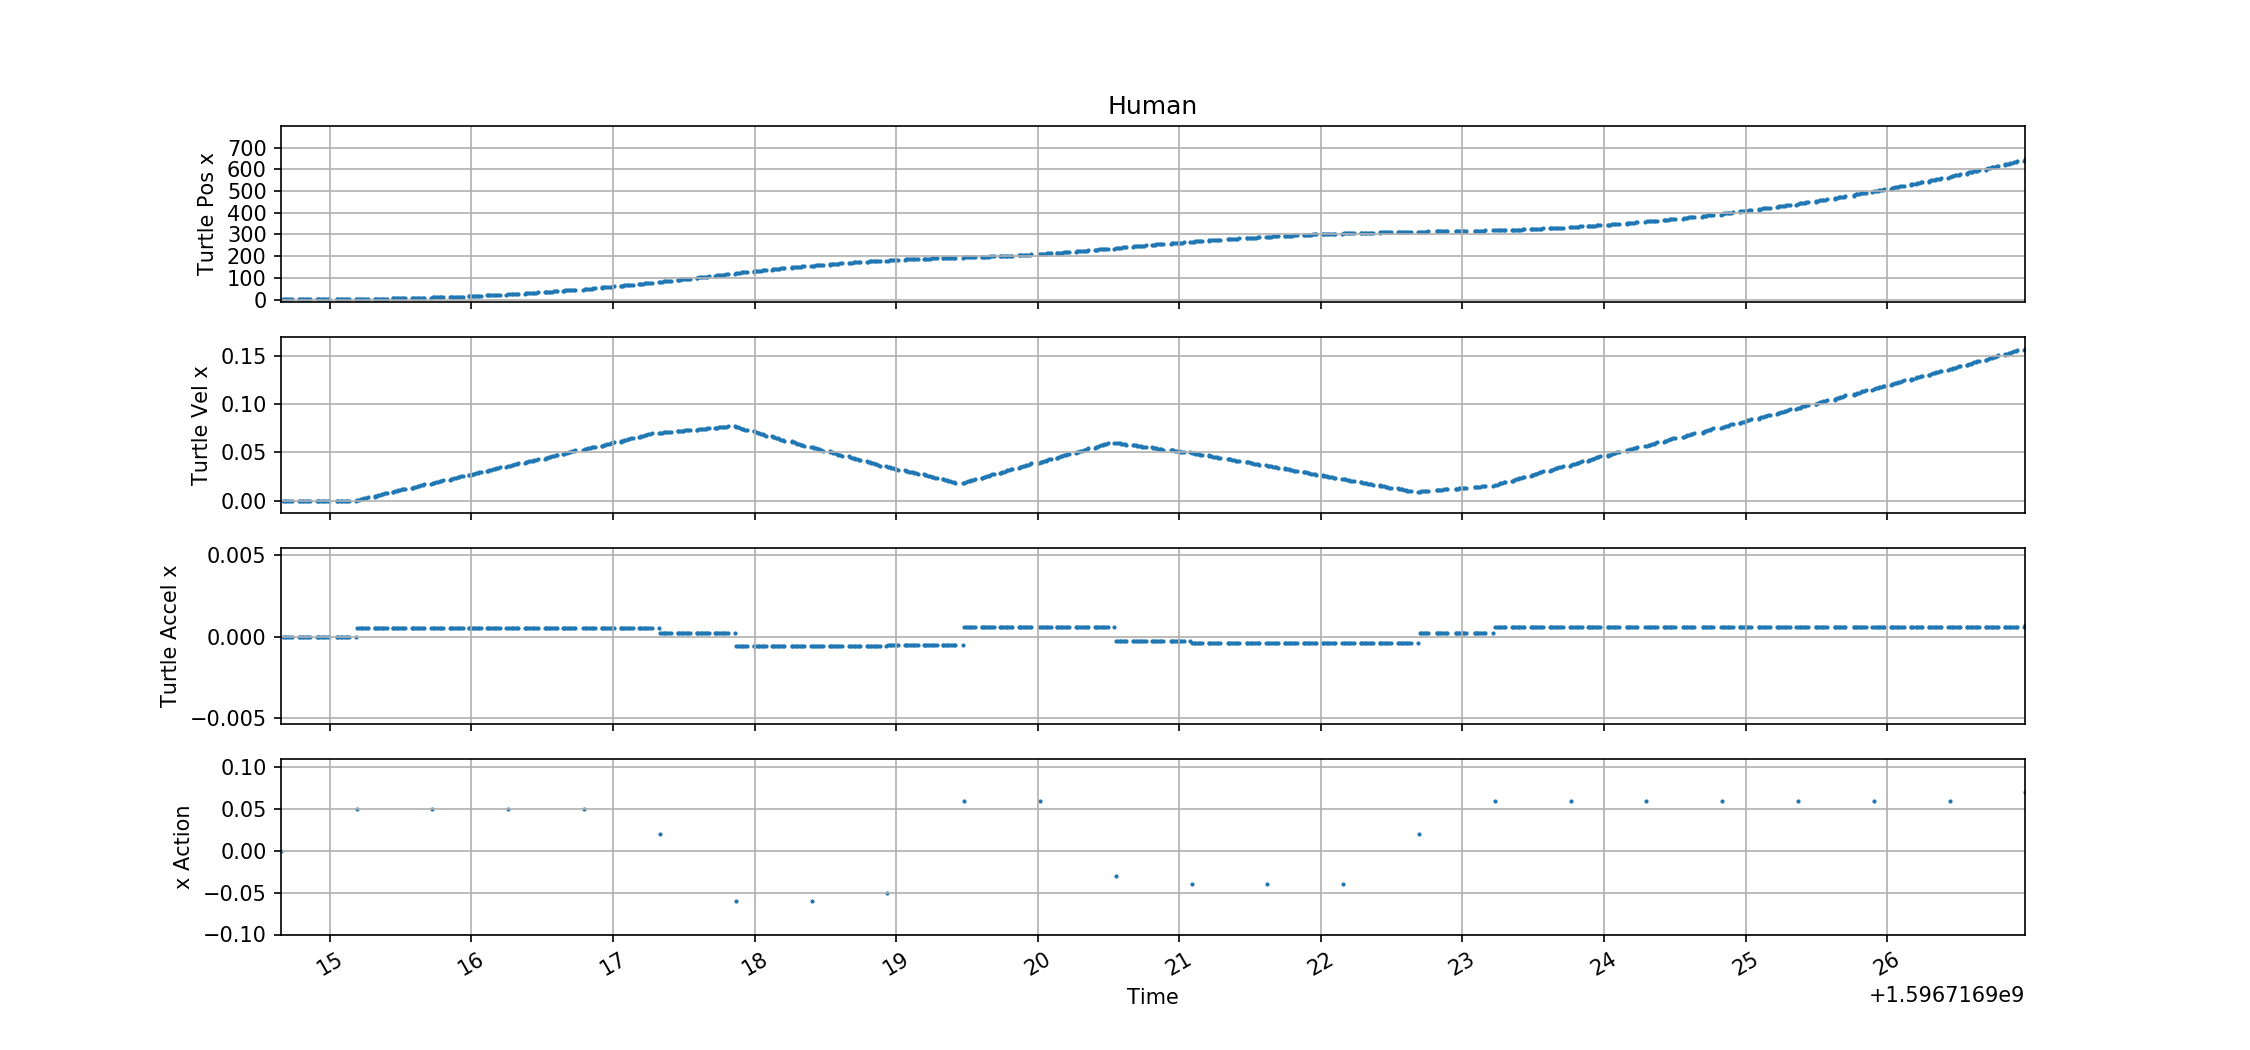 Human
Turtle Pos x
700
600
500
400
300
200
100
0
Turtle Vel x
0.15
0.10
0.05
0.00
Turtle Accel x
0.005
0.000
−0.005
x Action
0.10
0.05
0.00
−0.05
−0.10
15 16 17 18 19 20 21 22 23 24 25 26
Time
+1.5967169e9